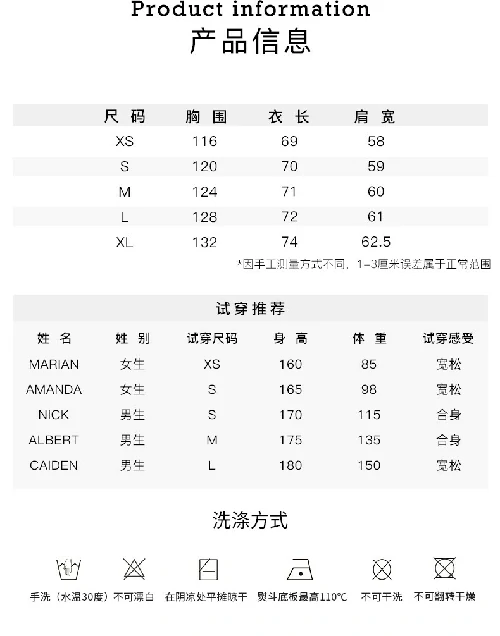 Product information
产品信息
尺码 胸围 衣长 肩宽
XS 116 69 58
S 120 70 59
M 124 71 60
L 128 72 61
XL 132 74 62.5
*因手工测量方式不同，1-3厘米误差属于正常范围
试穿推荐
姓名 性别 试穿尺码 身高 体重 试穿感受
MARIAN 女生 XS 160 85 宽松
AMANDA 女生 S 165 98 宽松
NICK 男生 S 170 115 合身
ALBERT 男生 M 175 135 合身
CAIDEN 男生 L 180 150 宽松
洗涤方式
手洗（水温30度） 不可漂白 在阴凉处平摊晾干 熨斗底板最高110℃ 不可干洗 不可翻转干燥